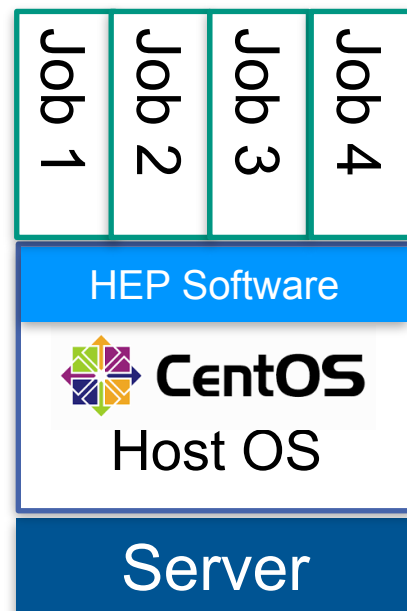 Job 1
Job 2
Job 3
Job 4
HEP Software
CentOS
Host OS
Server